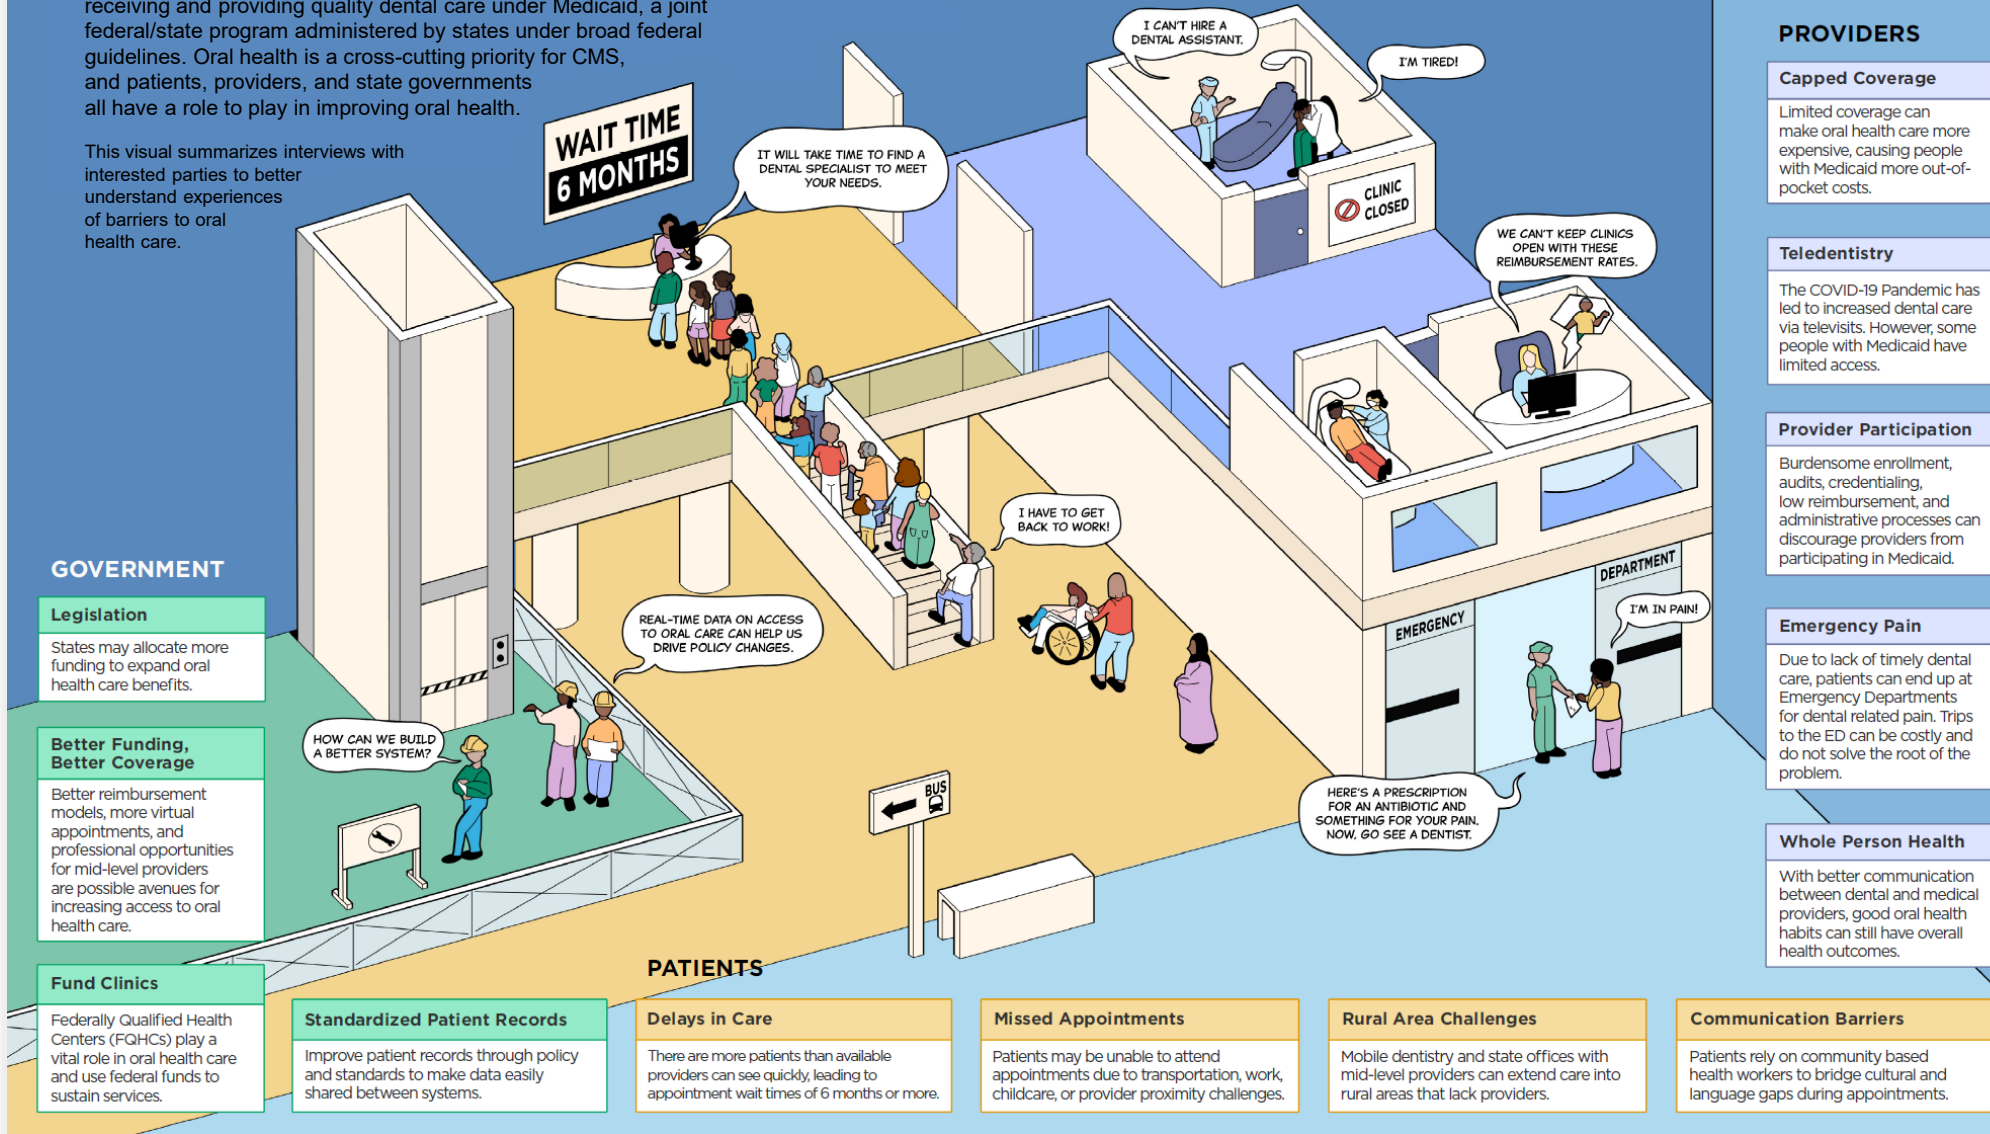 receiving and providing quality dental care under Medicaid, a joint
federal/state program administered by states under broad federal
guidelines. Oral health is a cross-cutting priority for CMS,
and patients, providers, and state governments
all have a role to play in improving oral health.
This visual summarizes interviews with
interested parties to better
understand experiences
of barriers to oral
health care.
WAIT TIME
6 MONTHS
IT WILL TAKE TIME TO FIND A
DENTAL SPECIALIST TO MEET
YOUR NEEDS.
I CAN'T HIRE A
DENTAL ASSISTANT.
I'M TIRED!
CLINIC
CLOSED
WE CAN'T KEEP CLINICS
OPEN WITH THESE
REIMBURSEMENT RATES.
I HAVE TO GET
BACK TO WORK!
REAL-TIME DATA ON ACCESS
TO ORAL CARE CAN HELP US
DRIVE POLICY CHANGES.
HOW CAN WE BUILD
A BETTER SYSTEM?
EMERGENCY
DEPARTMENT
I'M IN PAIN!
HERE'S A PRESCRIPTION
FOR AN ANTIBIOTIC AND
SOMETHING FOR YOUR PAIN.
NOW, GO SEE A DENTIST.
BUS
GOVERNMENT
Legislation
States may allocate more
funding to expand oral
health care benefits.
Better Funding,
Better Coverage
Better reimbursement
models, more virtual
appointments, and
professional opportunities
for mid-level providers
are possible avenues for
increasing access to oral
health care.
Fund Clinics
Federally Qualified Health
Centers (FQHCs) play a
vital role in oral health care
and use federal funds to
sustain services.
Standardized Patient Records
Improve patient records through policy
and standards to make data easily
shared between systems.
PATIENTS
Delays in Care
There are more patients than available
providers can see quickly, leading to
appointment wait times of 6 months or more.
Missed Appointments
Patients may be unable to attend
appointments due to transportation, work,
childcare, or provider proximity challenges.
Rural Area Challenges
Mobile dentistry and state offices with
mid-level providers can extend care into
rural areas that lack providers.
Communication Barriers
Patients rely on community based
health workers to bridge cultural and
language gaps during appointments.
PROVIDERS
Capped Coverage
Limited coverage can
make oral health care more
expensive, causing people
with Medicaid more out-of-
pocket costs.
Teledentistry
The COVID-19 Pandemic has
led to increased dental care
via televisits. However, some
people with Medicaid have
limited access.
Provider Participation
Burdensome enrollment,
audits, credentialing,
low reimbursement, and
administrative processes can
discourage providers from
participating in Medicaid.
Emergency Pain
Due to lack of timely dental
care, patients can end up at
Emergency Departments
for dental related pain. Trips
to the ED can be costly and
do not solve the root of the
problem.
Whole Person Health
With better communication
between dental and medical
providers, good oral health
habits can still have overall
health outcomes.